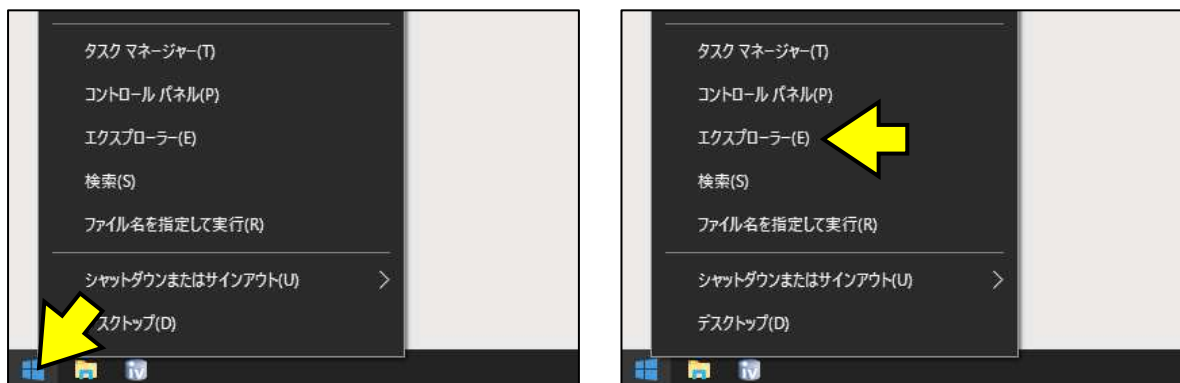 タスク マネージャー(T)
コントロール パネル(P)
エクスプローラー(E)
検索(S)
ファイル名を指定して実行(R)
シャットダウンまたはサインアウト(U)
スクトップ(D)
iv
タスク マネージャー(T)
コントロール パネル(P)
エクスプローラー(E)
検索(S)
ファイル名を指定して実行(R)
シャットダウンまたはサインアウト(U)
デスクトップ(D)
iv